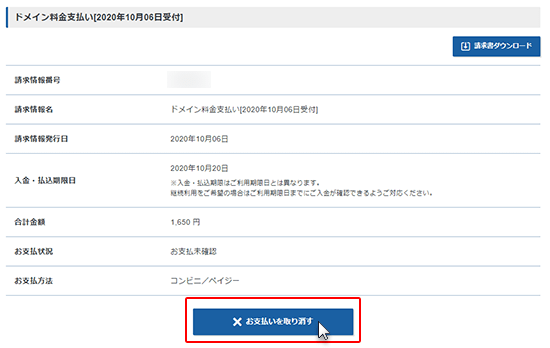 ドメイン料金支払い[2020年10月06日受付]
請求書ダウンロード
請求情報番号
請求情報名 ドメイン料金支払い[2020年10月06日受付]
請求情報発行日 2020年10月06日
入金・払込期限日 2020年10月20日
※入金・払込期限はご利用期限日とは異なります。
継続利用をご希望の場合はご利用期限日までにご入金が確認できるようご対応ください。
合計金額 1,650 円
お支払状況 お支払未確認
お支払方法 コンビニ／ペイジー
お支払いを取り消す